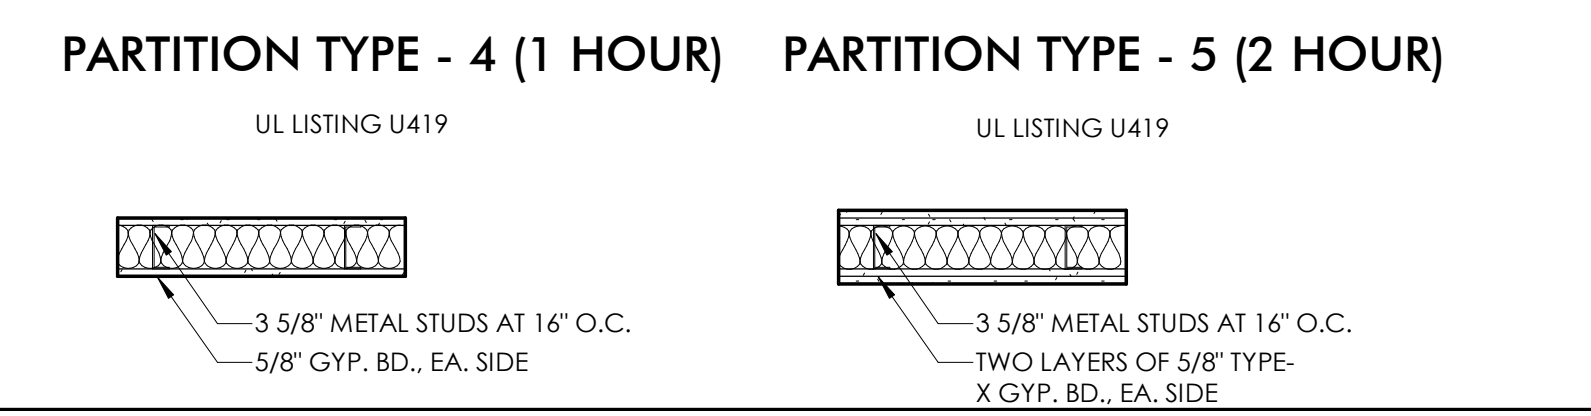 PARTITION TYPE - 4 (1 HOUR)
UL LISTING U419
3 5/8" METAL STUDS AT 16" O.C.
5/8" GYP. BD., EA. SIDE
PARTITION TYPE - 5 (2 HOUR)
UL LISTING U419
3 5/8" METAL STUDS AT 16" O.C.
TWO LAYERS OF 5/8" TYPE-
X GYP. BD., EA. SIDE